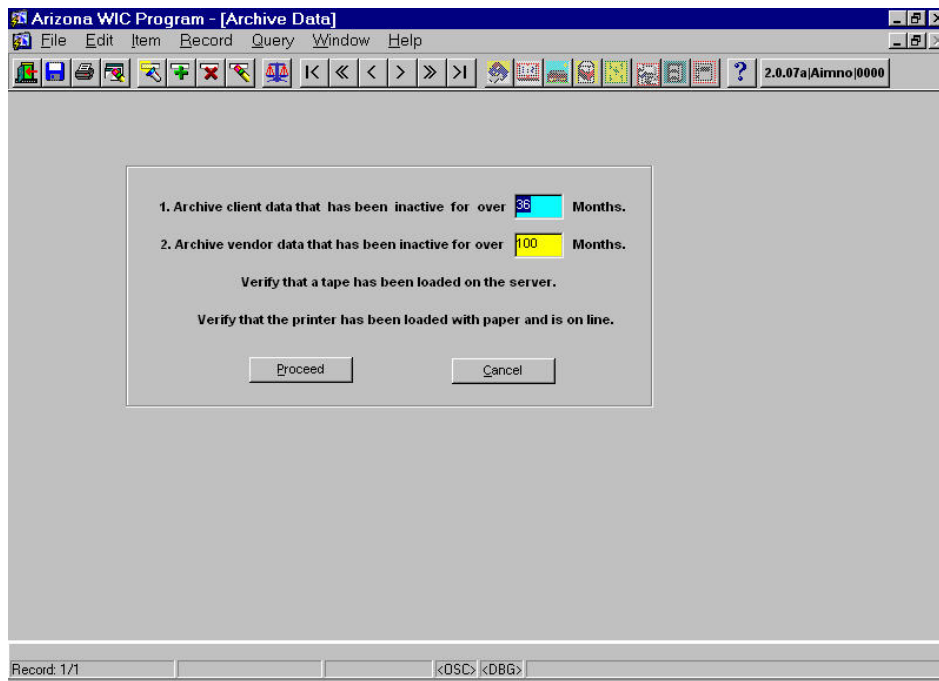 Arizona WIC Program - [Archive Data]
File Edit Item Record Query Window Help
2.0.07a|Aimno|0000
1. Archive client data that has been inactive for over 36 Months.
2. Archive vendor data that has been inactive for over 100 Months.
Verify that a tape has been loaded on the server.
Verify that the printer has been loaded with paper and is on line.
Proceed Cancel
Record: 1/1 <OSC> <DBG>